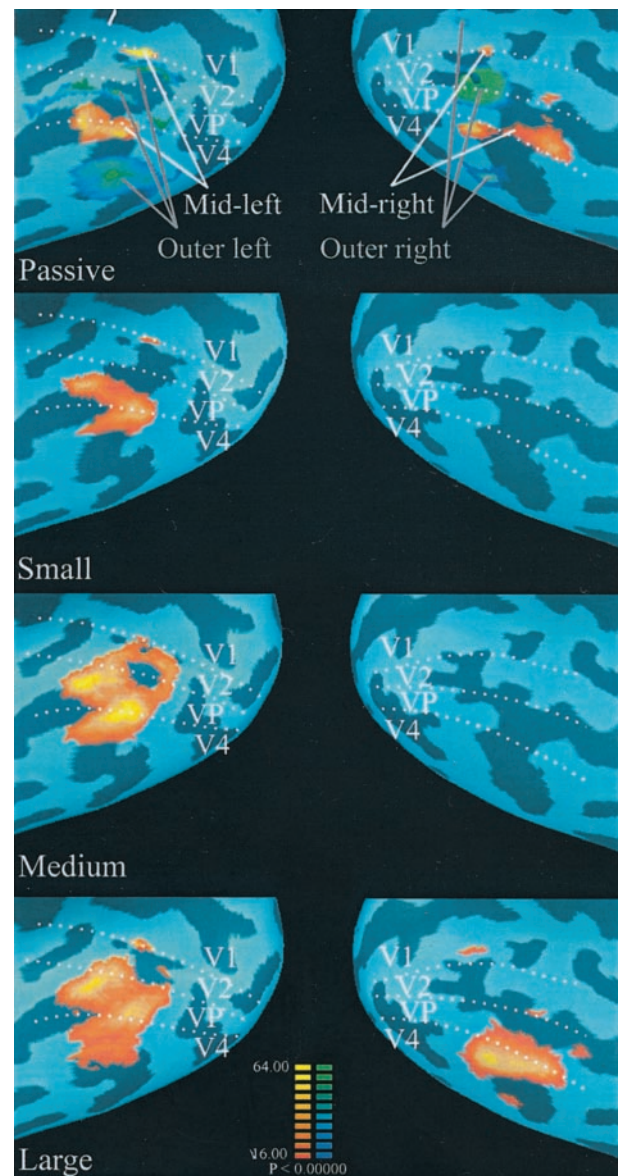 V1
V2
VP
V4
Mid-left
Outer left
V1
V2
VP
V4
Mid-right
Outer right
Passive
V1
V2
VP
V4
V1
V2
VP
V4
Small
V1
V2
VP
V4
V1
V2
VP
V4
Medium
V1
V2
VP
V4
V1
V2
VP
V4
64.00
16.00
P < 0.00000
Large